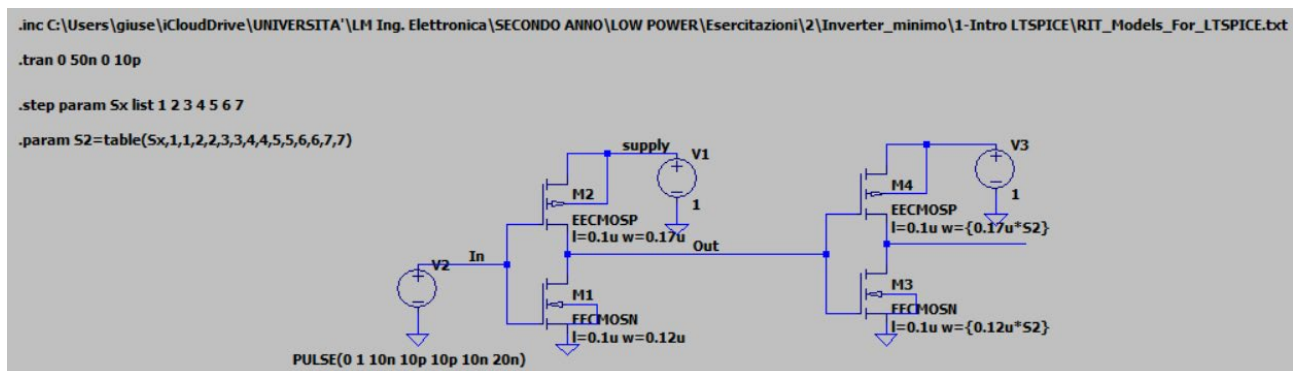 .inc C:\Users\giuse\iCloudDrive\UNIVERSITA'\LM Ing. Elettronica\SECONDO ANNO\LOW POWER\Esercitazioni\2\Inverter_minimo\1-Intro LTSPICE\RIT_Models_For_LTSPICE.txt
.tran 0 50n 0 10p
.step param Sx list 1 2 3 4 5 6 7
.param S2=table(Sx,1,1,2,2,3,3,4,4,5,5,6,6,7,7)
supply
V1
1
M2
EECMOSP
l=0.1u w=0.17u
V3
1
M4
EECMOSP
l=0.1u w={0.17u*S2}
In
V2
Out
M1
EECMOSN
l=0.1u w=0.12u
M3
EECMOSN
l=0.1u w={0.12u*S2}
PULSE(0 1 10n 10p 10p 10n 20n)